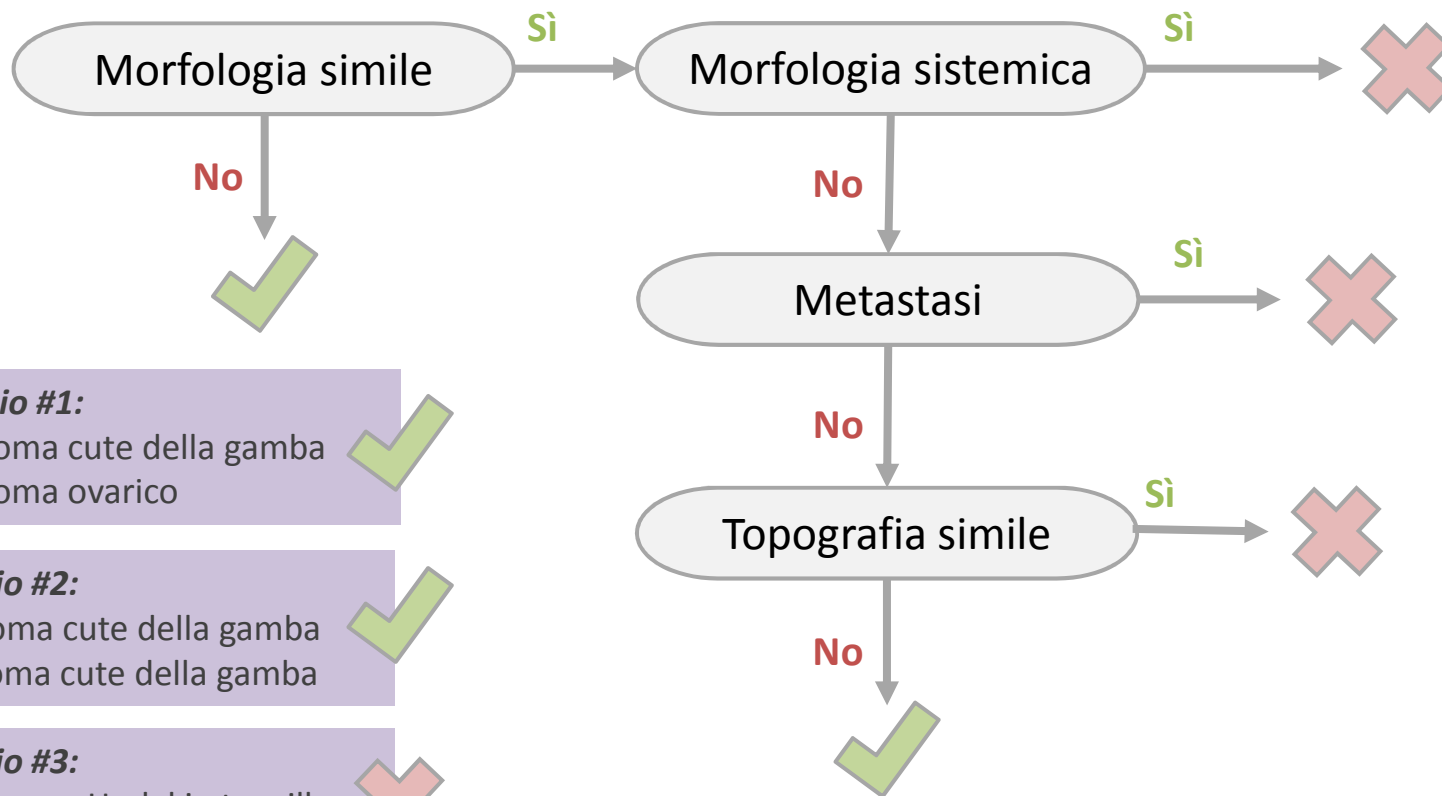 Morfologia simile
Sì
Morfologia sistemica
Sì
No
No
Metastasi
Sì
No
Topografia simile
Sì
No
io #1:
oma cute della gamba
oma ovarico
io #2:
oma cute della gamba
oma cute della gamba
io #3: